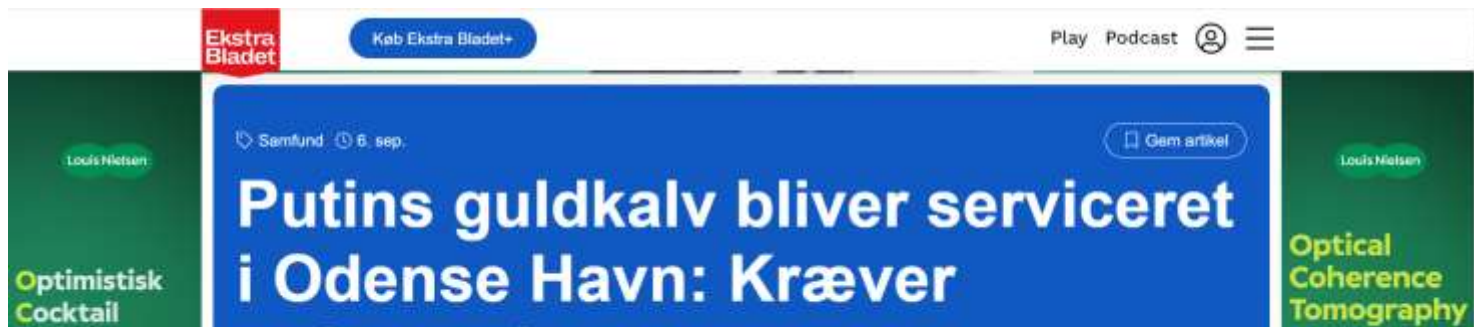 Ekstra
Bladet
Køb Ekstra Bladet+
Play Podcast
Louis Nielsen
Optimistisk
Cocktail
Samfund 6. sep.
Gem artikel
Putins guldkalv bliver serviceret
i Odense Havn: Kræver
Louis Nielsen
Optical
Coherence
Tomography